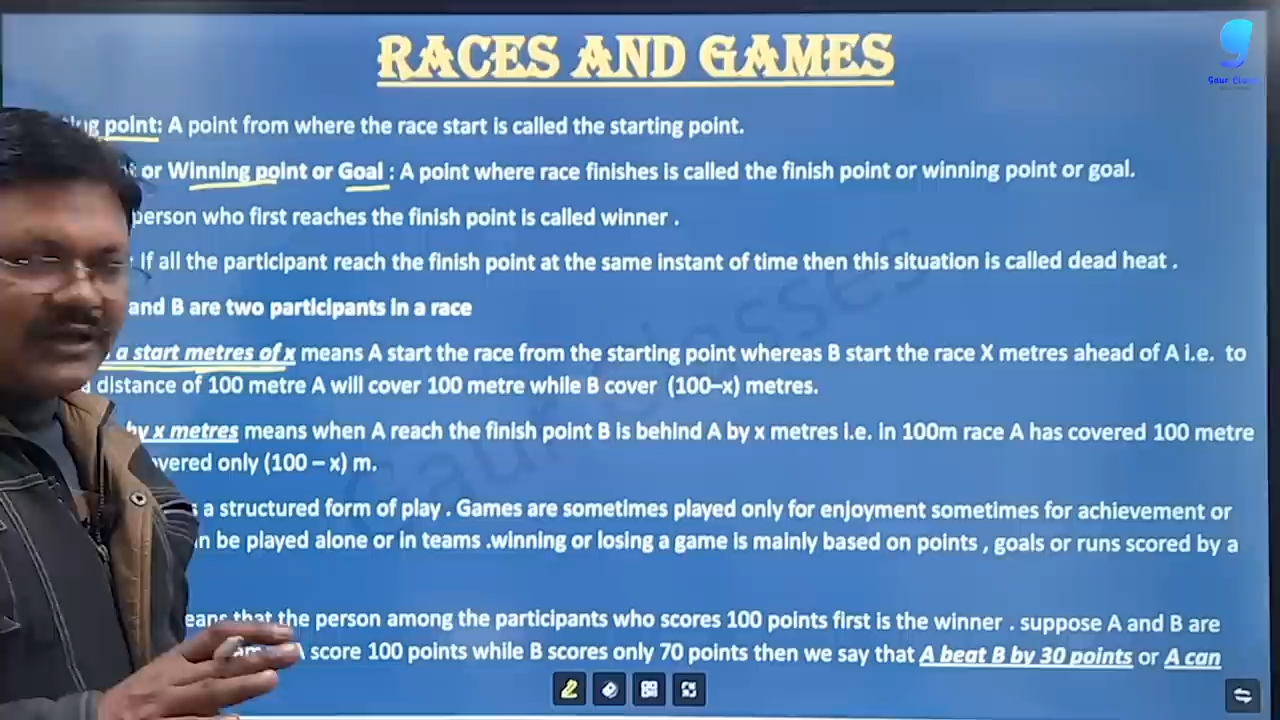 RACES AND GAMES
point: A point from where the race start is called the starting point.
or Winning point or Goal : A point where race finishes is called the finish point or winning point or goal.
person who first reaches the finish point is called winner .
: If all the participant reach the finish point at the same instant of time then this situation is called dead heat .
and B are two participants in a race
a start metres of x means A start the race from the starting point whereas B start the race X metres ahead of A i.e. to
a distance of 100 metre A will cover 100 metre while B cover (100–x) metres.
by x metres means when A reach the finish point B is behind A by x metres i.e. in 100m race A has covered 100 metre
only (100 – x) m.
a structured form of play . Games are sometimes played only for enjoyment sometimes for achievement or
be played alone or in teams .winning or losing a game is mainly based on points , goals or runs scored by a
that the person among the participants who scores 100 points first is the winner . suppose A and B are
A score 100 points while B scores only 70 points then we say that A beat B by 30 points or A can
Gaur Classes